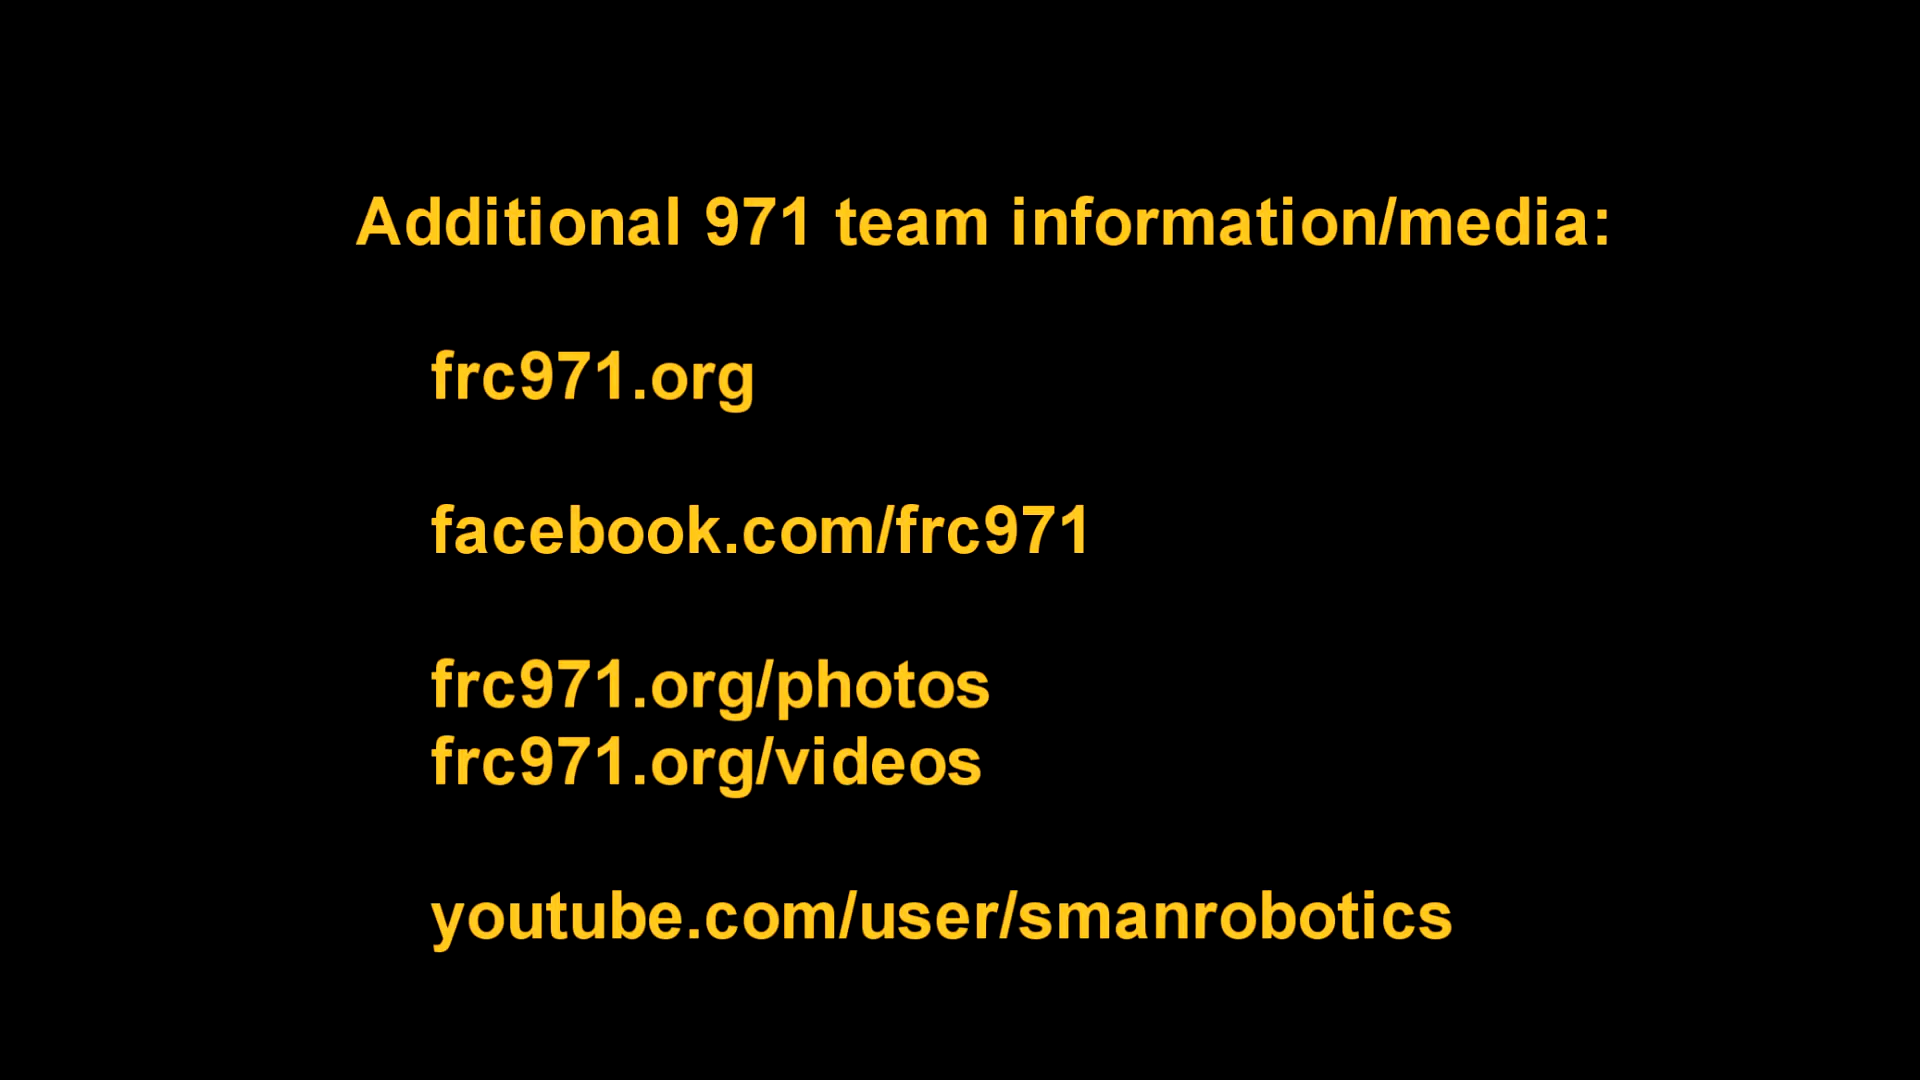 Additional 971 team information/media:
frc971.org
facebook.com/frc971
frc971.org/photos
frc971.org/videos
youtube.com/user/smanrobotics